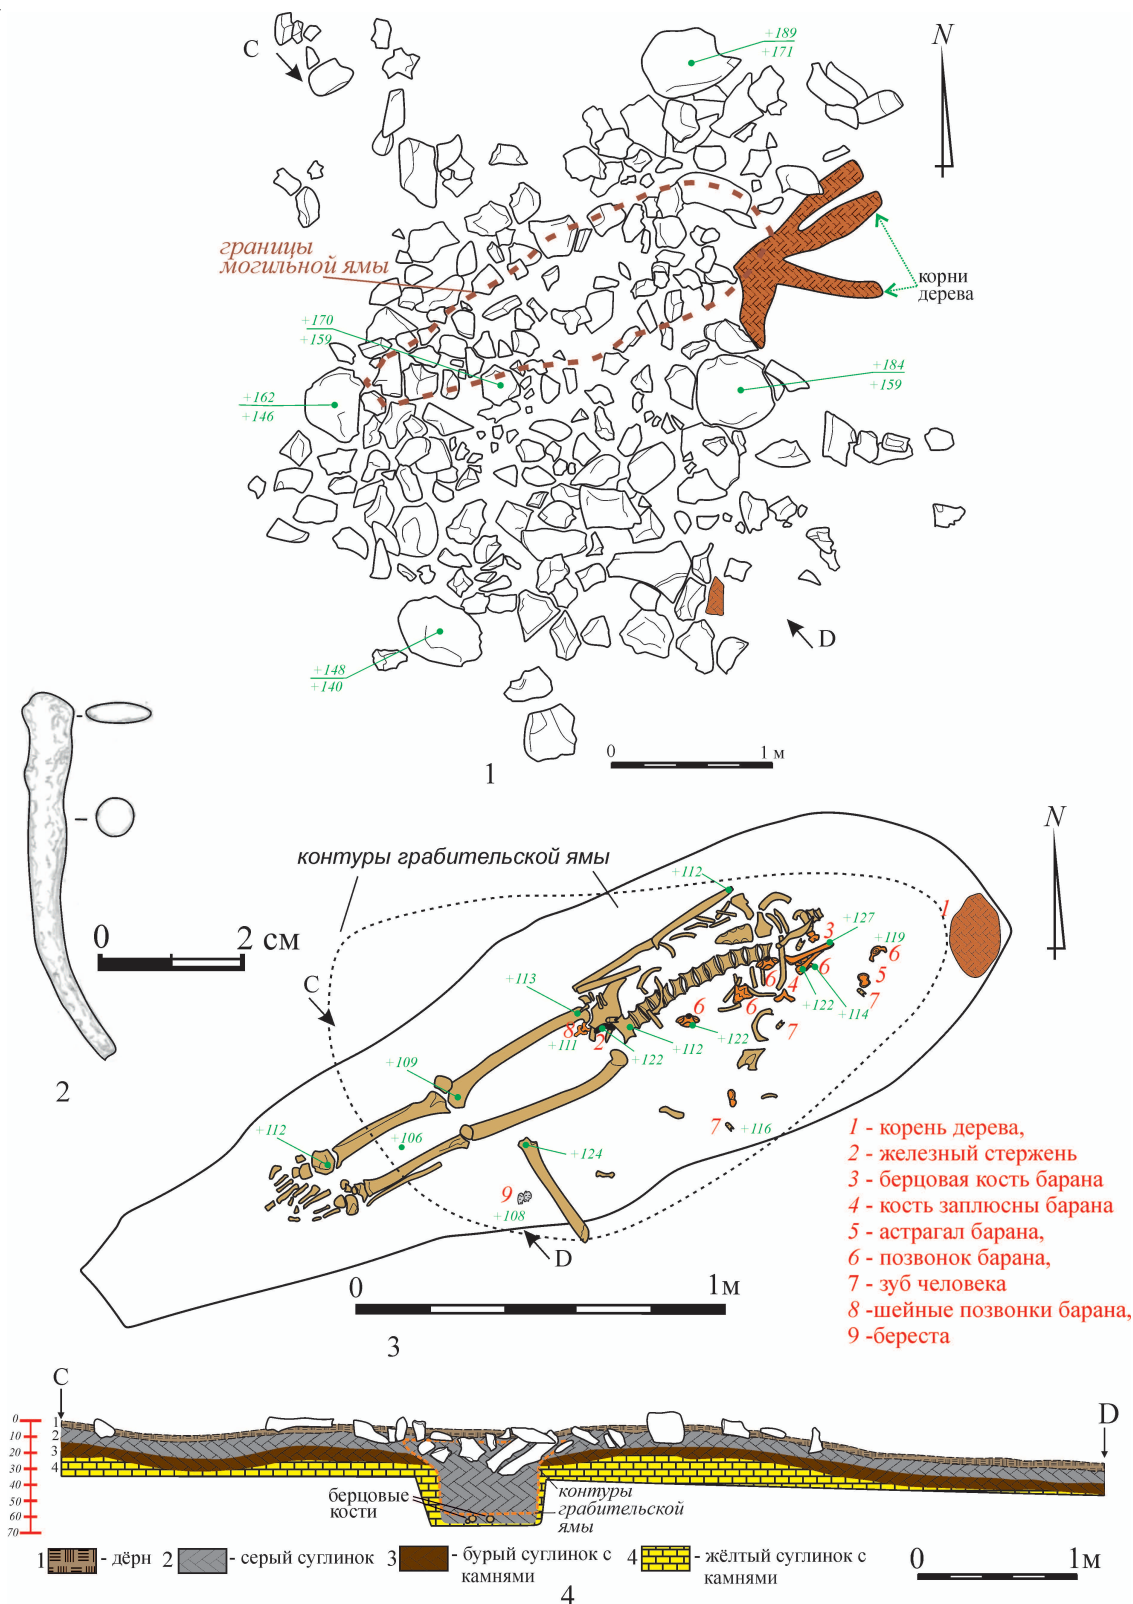 C
+189
+171
N
границы
могильной ямы
корни
дерева
+170
+159
+184
+159
+162
+146
D
+148
+140
0 1 м
1
0 2 см
2
N
контуры грабительской ямы
+112
1
3
+127
+119
6
C
+113
6
4
6
5
7
+122
+114
8
+111
2
+122
+112
6
+122
6
7
+109
+112
+106
7
+116
+124
9
+108
D
0 1м
3
1 - корень дерева,
2 - железный стержень
3 - берцовая кость барана
4 - кость заплюсны барана
5 - астрагал барана,
6 - позвонок барана,
7 - зуб человека
8 -шейные позвонки барана,
9 -береста
C
D
0
10
20
30
40
50
60
70
1
2
3
4
берцовые
кости
контуры
грабительской
ямы
1 - дёрн 2 - серый суглинок 3 - бурый суглинок с
камнями
4 - жёлтый суглинок с
камнями
0 1м
4